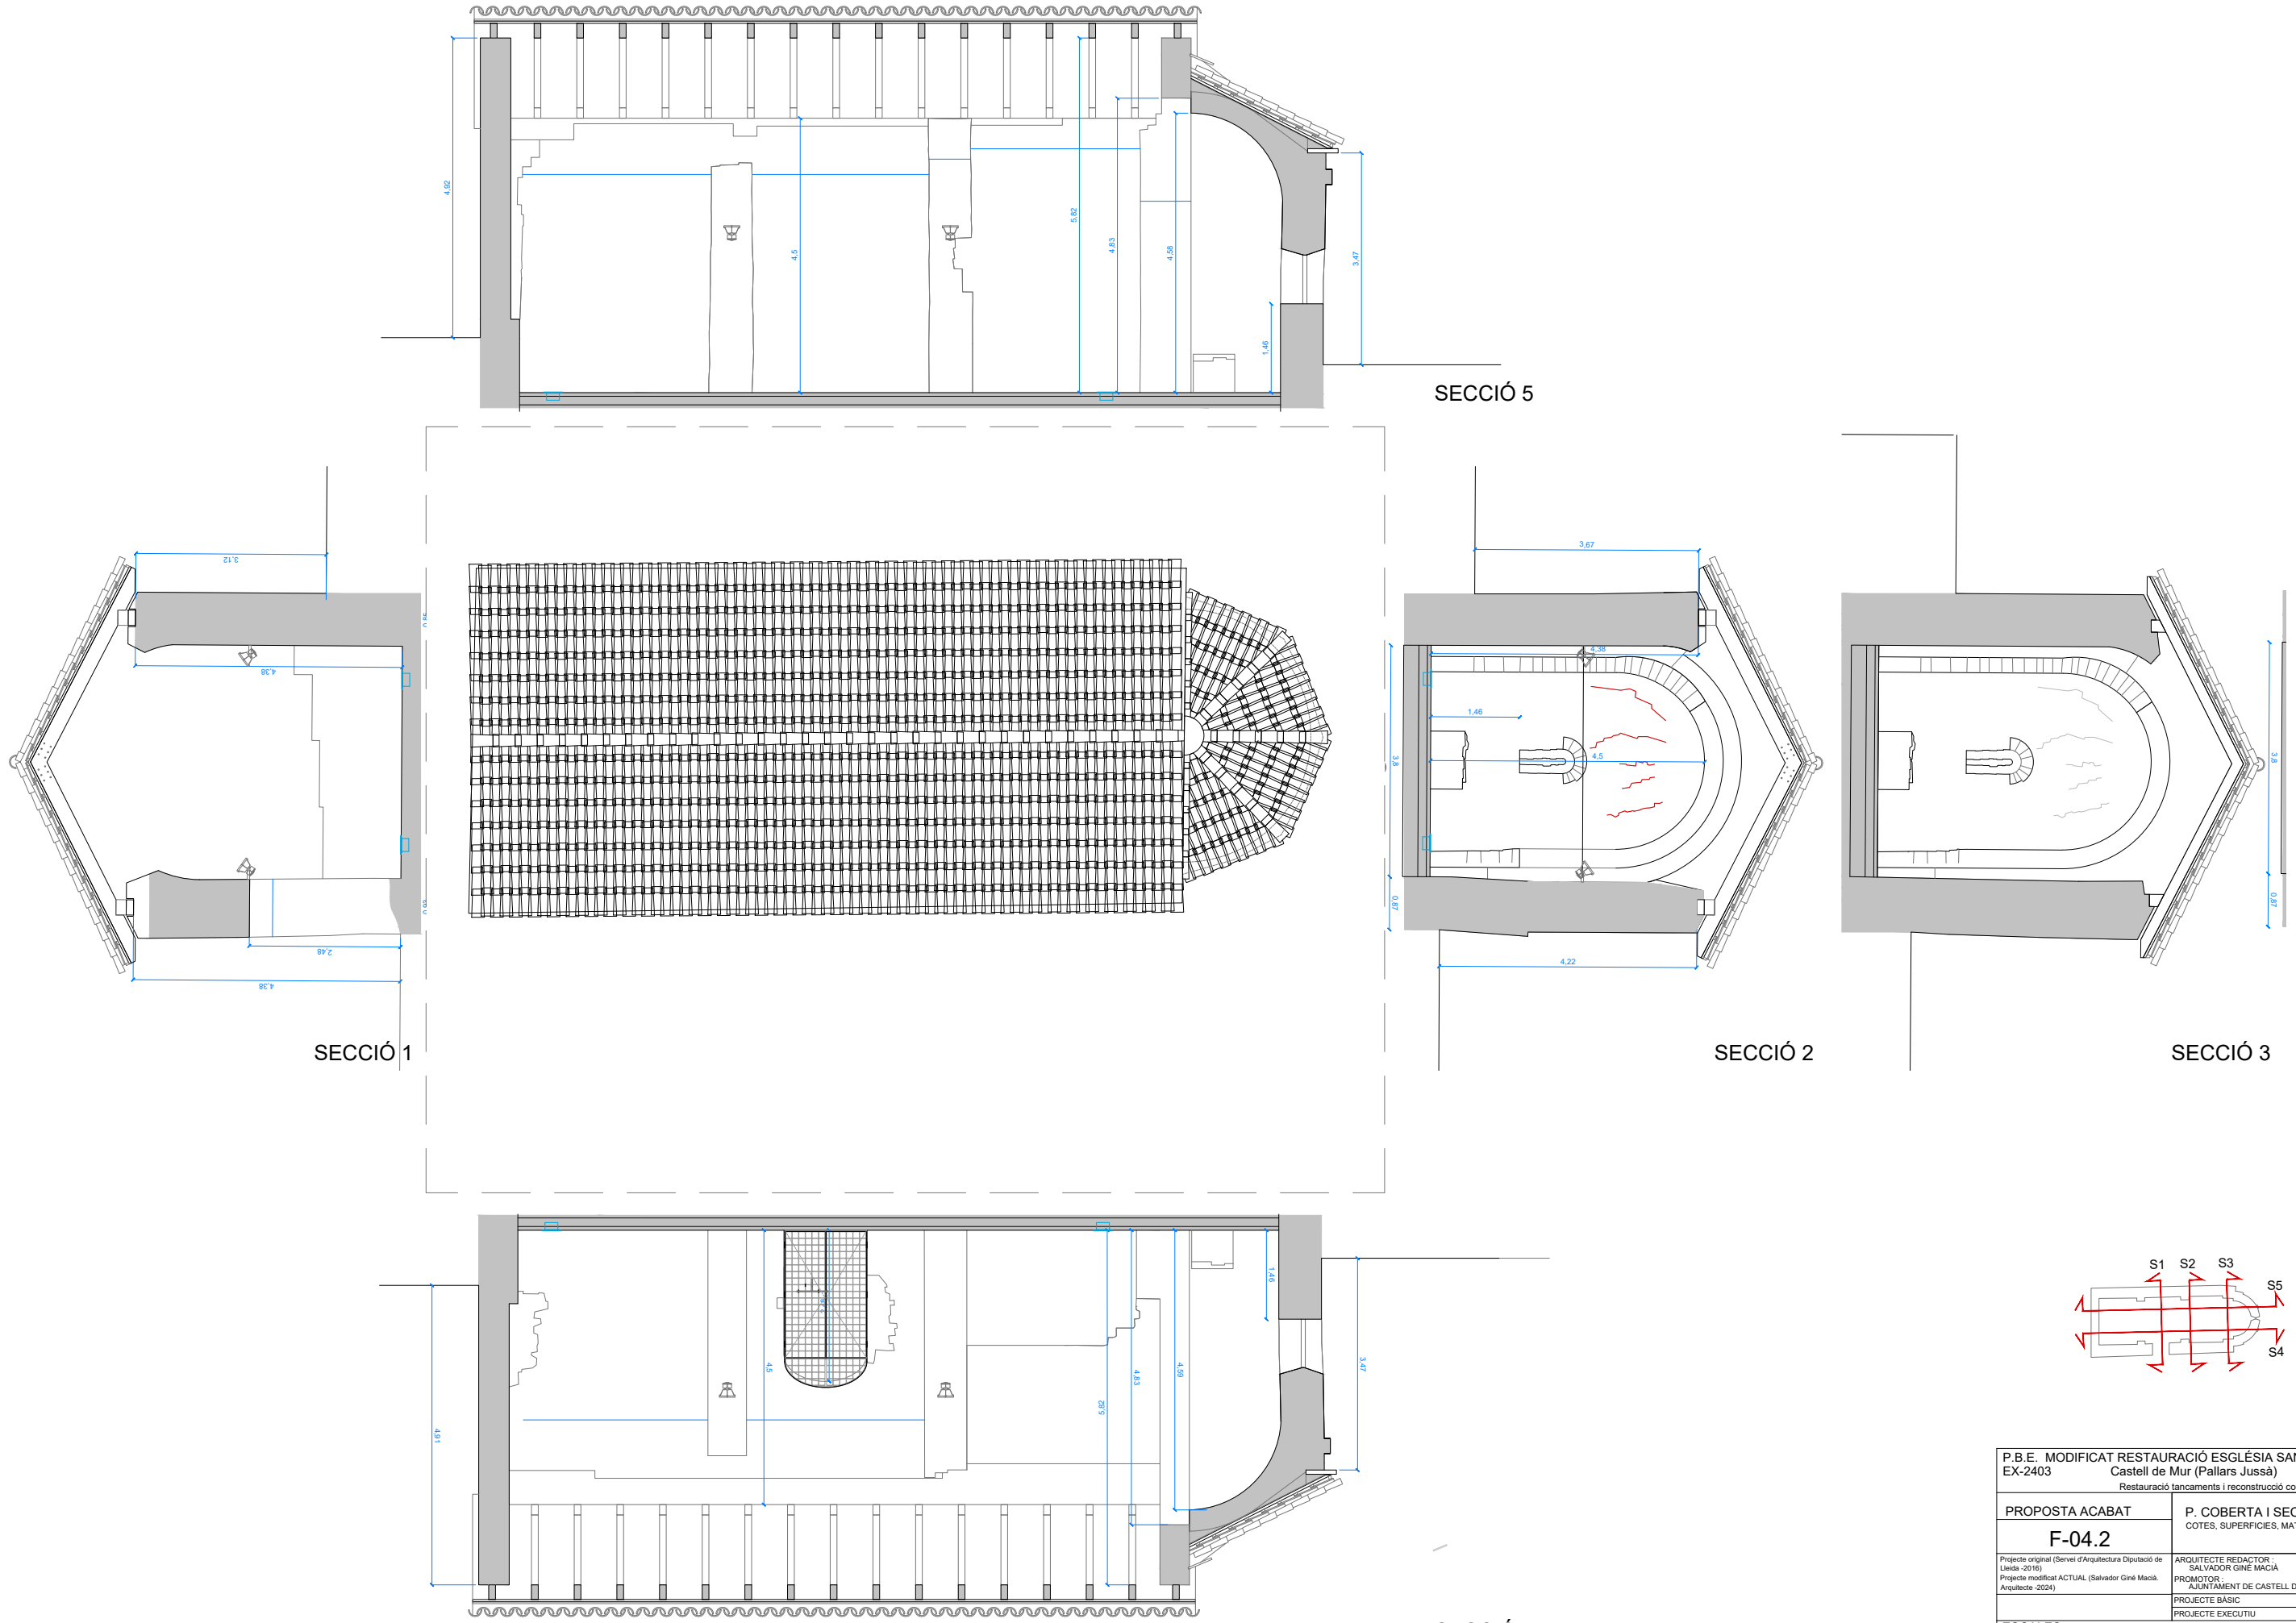 4,92
4,5
5,82
4,83
4,58
1,46
3,47
SECCIÓ 5
3,12
4,38
2,48
4,38
SECCIÓ 1
3,67
4,38
1,46
4,5
3,8
0,87
4,22
SECCIÓ 2
3,8
0,87
SECCIÓ 3
4,91
4,5
5,82
4,83
4,59
1,46
3,47
S1 S2 S3
S5
S4
P.B.E. MODIFICAT RESTAURACIÓ ESGLÉSIA SAN
EX-2403 Castell de Mur (Pallars Jussà)
Restauració tancaments i reconstrucció co
PROPOSTA ACABAT
F-04.2
P. COBERTA I SEC
COTES, SUPERFICIES, MAT
Projecte original (Servei d'Arquitectura Diputació de
Lleida -2016)
Projecte modificat ACTUAL (Salvador Giné Macià.
Arquitecte -2024)
ARQUITECTE REDACTOR :
SALVADOR GINÉ MACIÀ
PROMOTOR :
AJUNTAMENT DE CASTELL D
PROJECTE BÀSIC
PROJECTE EXECUTIU